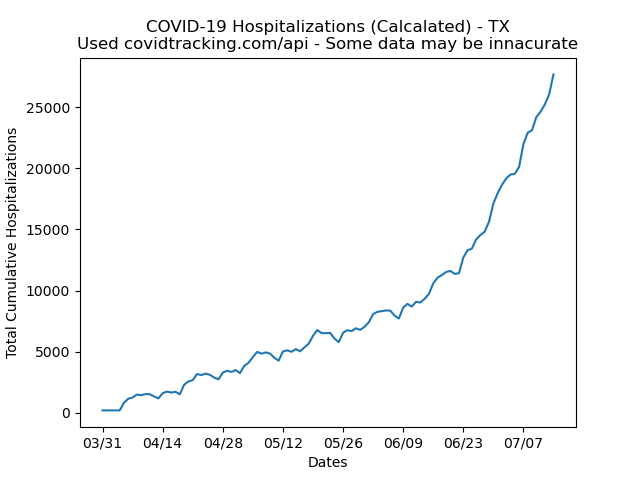 COVID-19 Hospitalizations (Calcalated) - TX
Used covidtracking.com/api - Some data may be innacurate
Total Cumulative Hospitalizations
25000
20000
15000
10000
5000
0
03/31 04/14 04/28 05/12 05/26 06/09 06/23 07/07
Dates